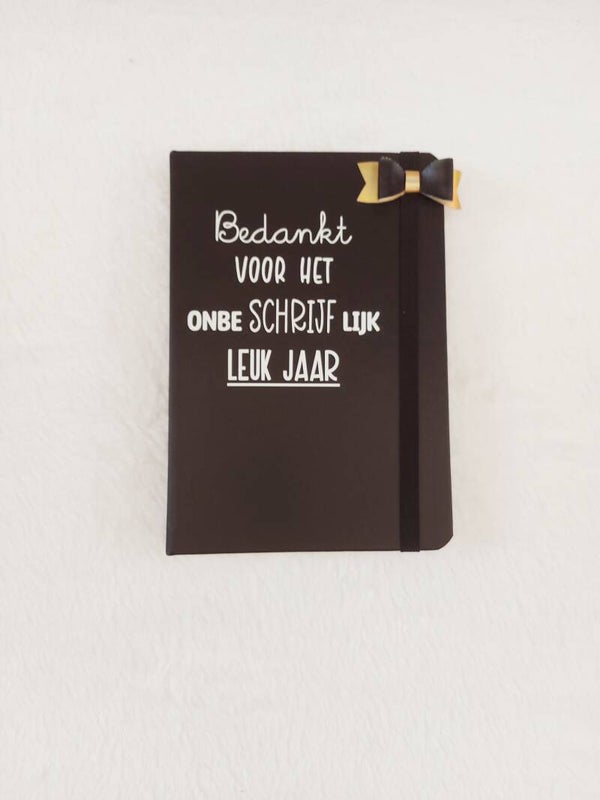 Bedankt
VOOR HET
ONBE SCHRIJF LIJK
LEUK JAAR